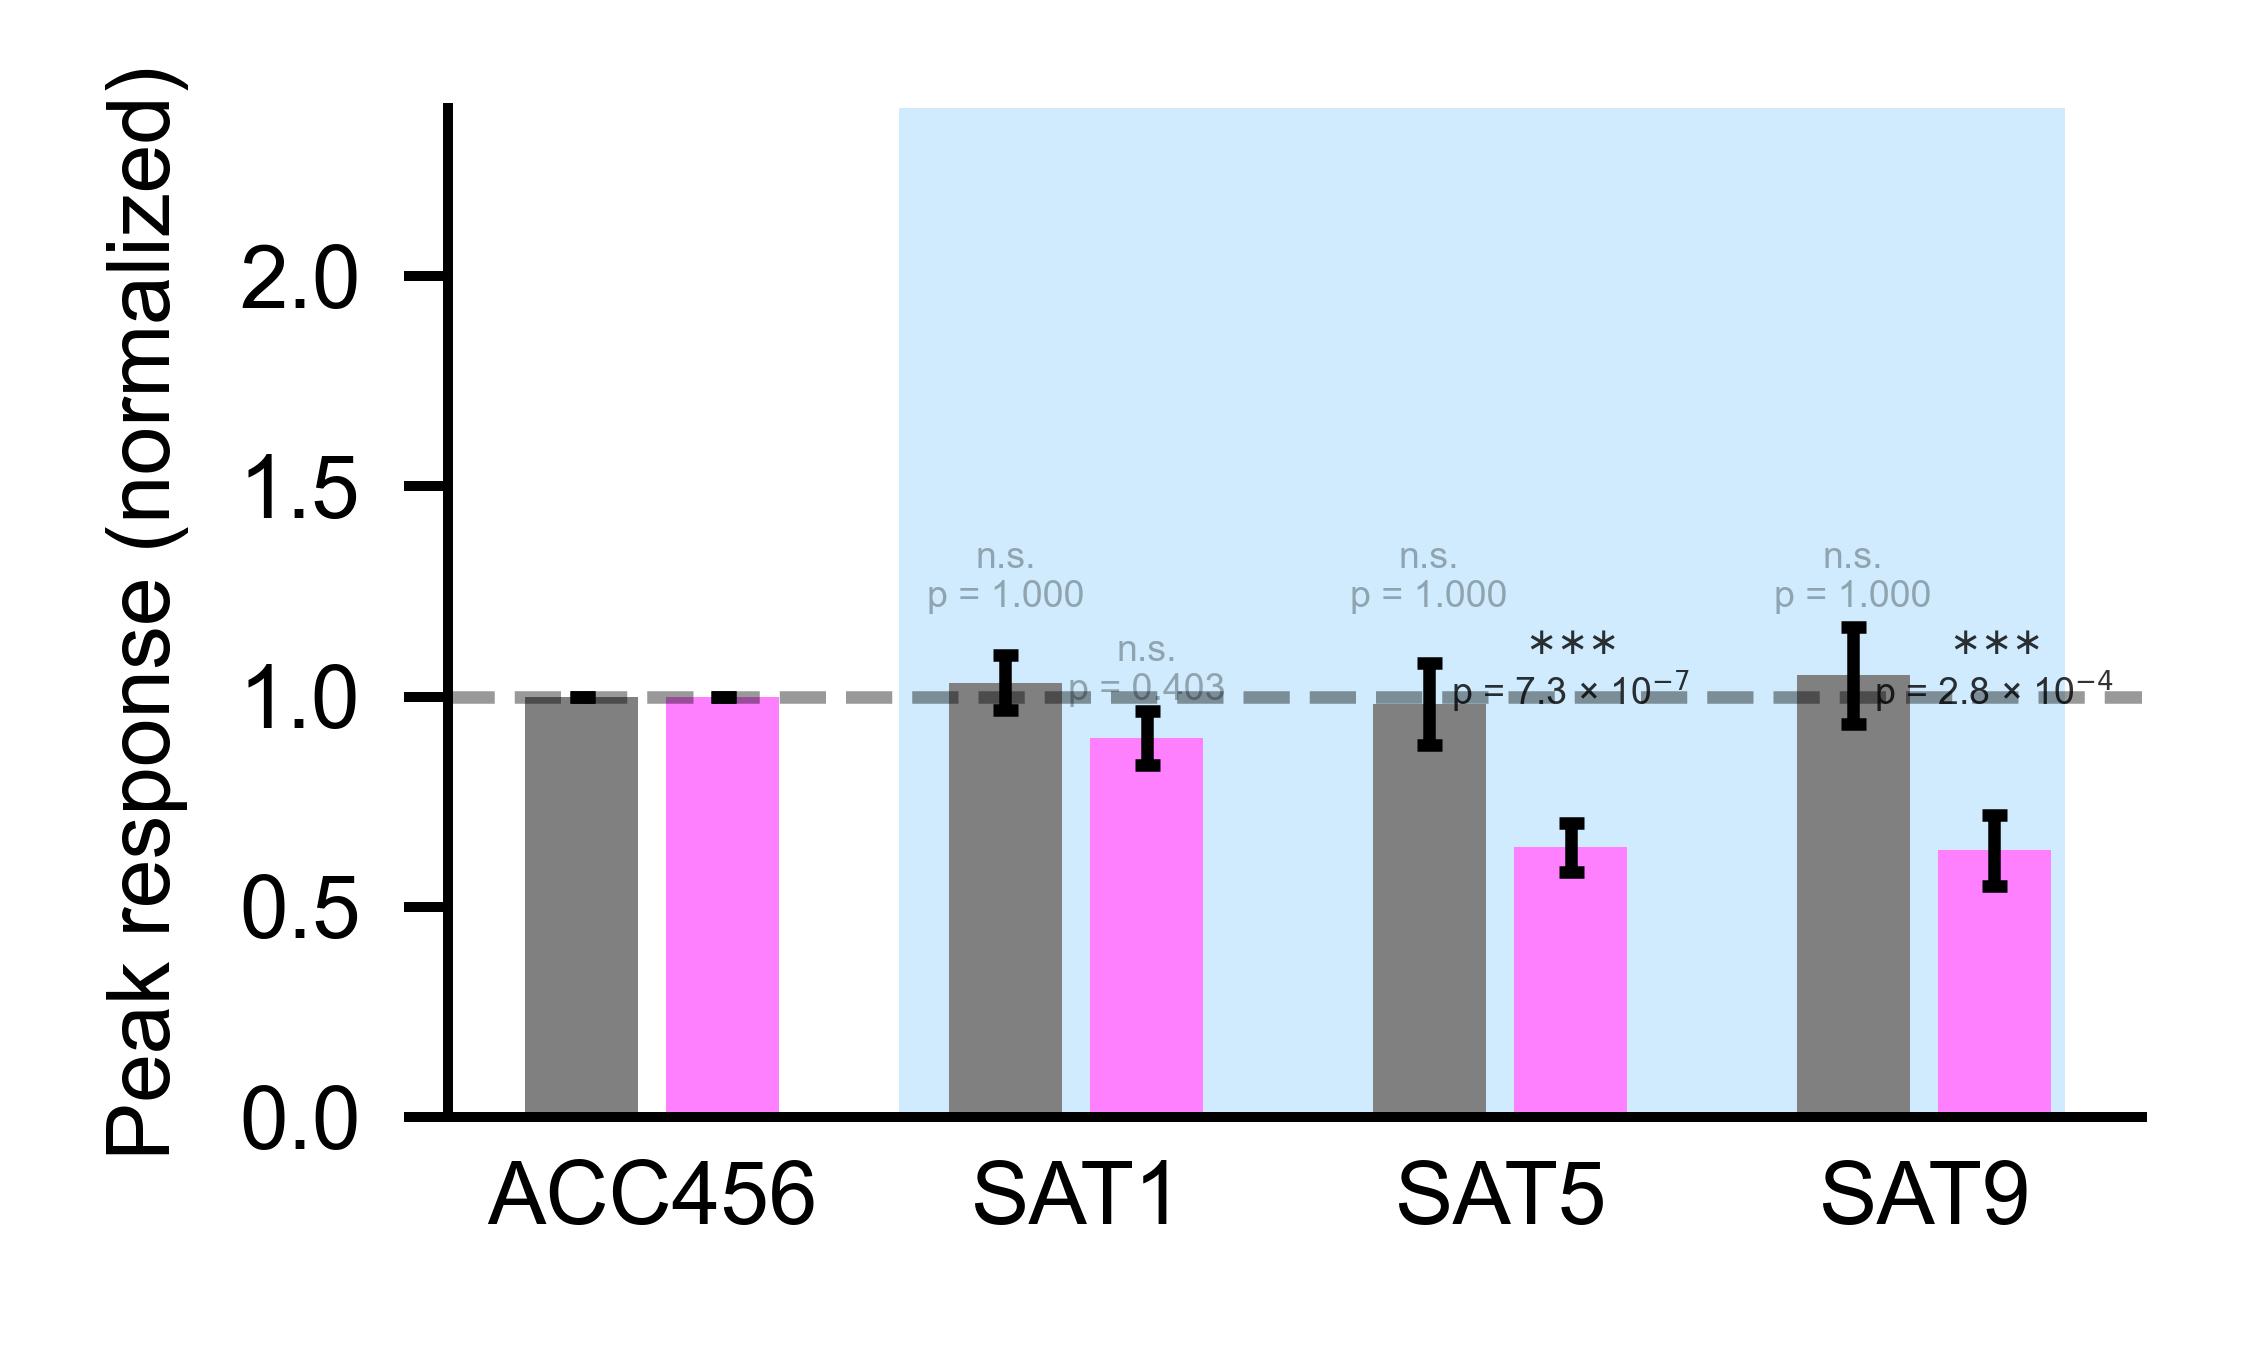 Peak response (normalized)
2.0
1.5
1.0
0.5
0.0
n.s.
p = 1.000
n.s.
p = 0.403
n.s.
p = 1.000
***
p = 7.3 × 10⁻⁷
n.s.
p = 1.000
***
p = 2.8 × 10⁻⁴
ACC456 SAT1 SAT5 SAT9